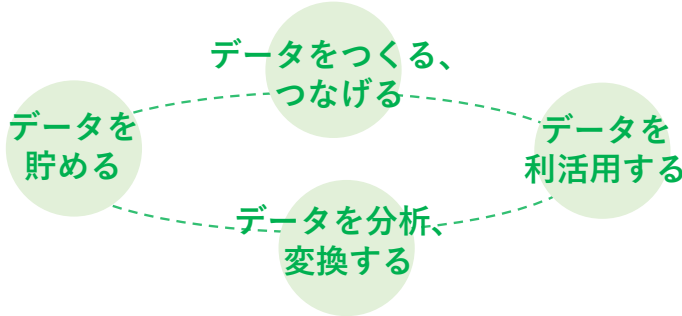 データをつくる、
つなげる
データを
貯める
データを
利活用する
データを分析、
変換する